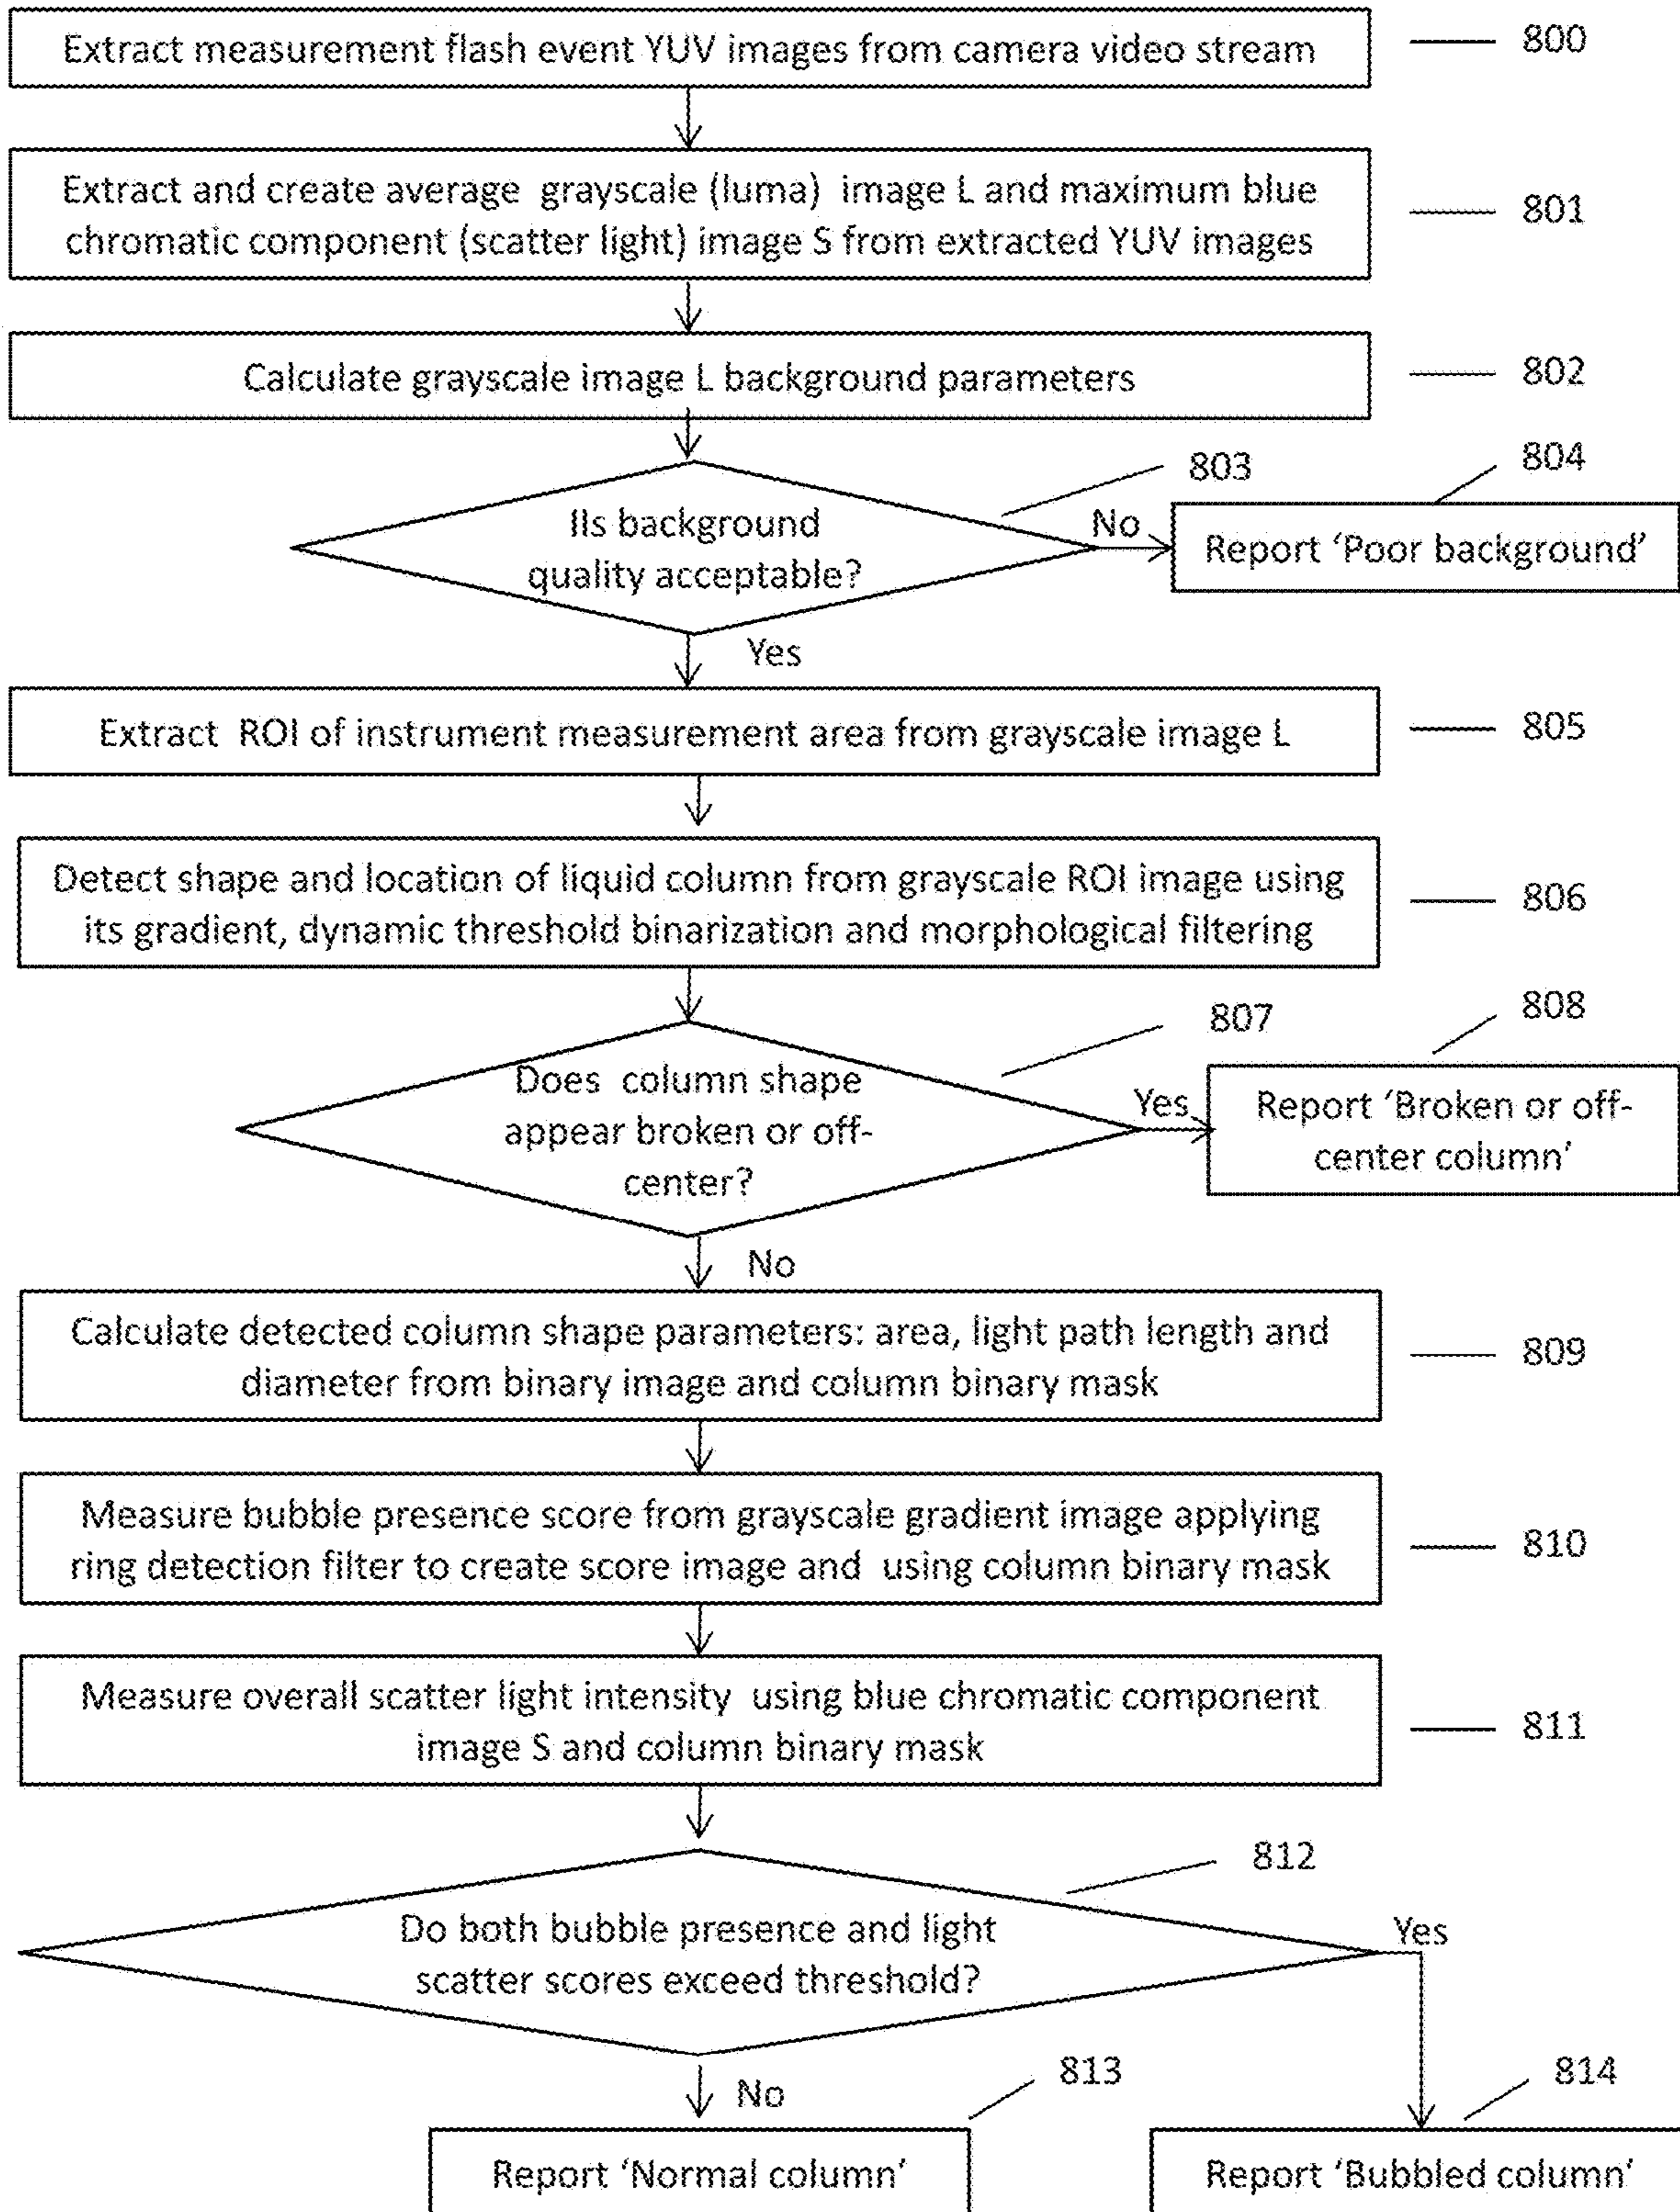 Extract measurement flash event YUV images from camera video stream
800
Extract and create average grayscale (luma) image L and maximum blue
chromatic component (scatter light) image S from extracted YUV images
801
Calculate grayscale image L background parameters
802
803
804
IIs background
quality acceptable?
No
Report ‘Poor background’
Yes
Extract ROI of instrument measurement area from grayscale image L
805
Detect shape and location of liquid column from grayscale ROI image using
its gradient, dynamic threshold binarization and morphological filtering
806
807
808
Does column shape
appear broken or off-
center?
Yes
Report ‘Broken or off-
center column’
No
Calculate detected column shape parameters: area, light path length and
diameter from binary image and column binary mask
809
Measure bubble presence score from grayscale gradient image applying
ring detection filter to create score image and using column binary mask
810
Measure overall scatter light intensity using blue chromatic component
image S and column binary mask
811
812
Do both bubble presence and light
scatter scores exceed threshold?
Yes
No
813
814
Report ‘Normal column’
Report ‘Bubbled column’